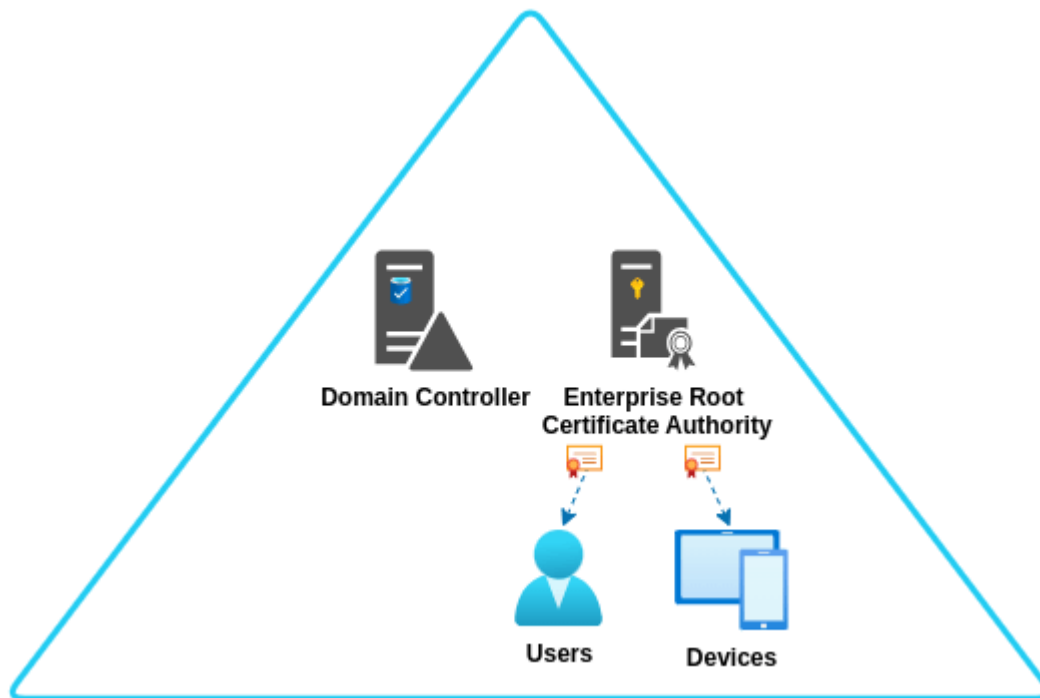 Domain Controller
Enterprise Root
Certificate Authority
Users
Devices